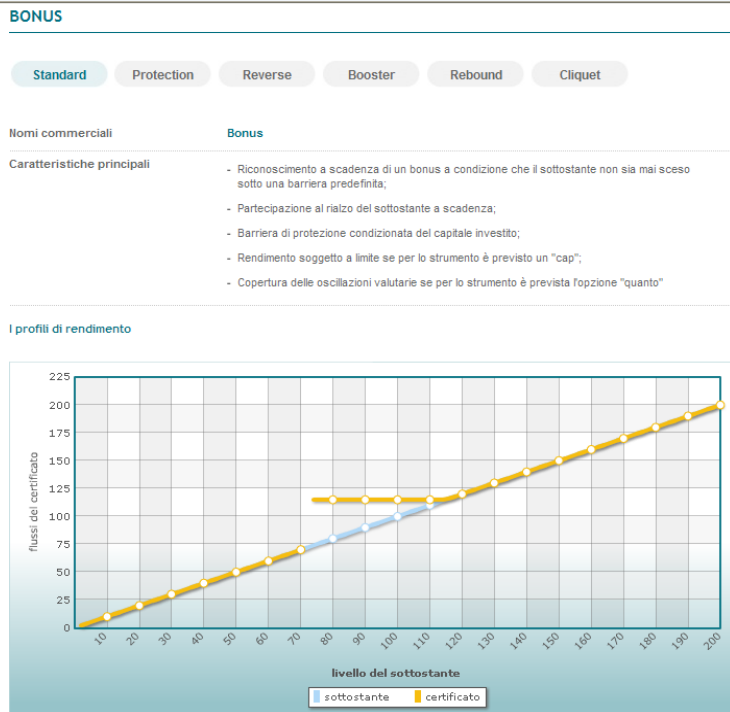 BONUS
Standard Protection Reverse Booster Rebound Cliquet
Nomi commerciali Bonus
Caratteristiche principali
- Riconoscimento a scadenza di un bonus a condizione che il sottostante non sia mai sceso
sotto una barriera predefinita;
- Partecipazione al rialzo del sottostante a scadenza;
- Barriera di protezione condizionata del capitale investito;
- Rendimento soggetto a limite se per lo strumento è previsto un "cap";
- Copertura delle oscillazioni valutarie se per lo strumento è prevista l'opzione "quanto"
I profili di rendimento
flussi del certificato
225
200
175
150
125
100
75
50
25
0
10 20 30 40 50 60 70 80 90 100 110 120 130 140 150 160 170 180 190 200
livello del sottostante
sottostante certificato